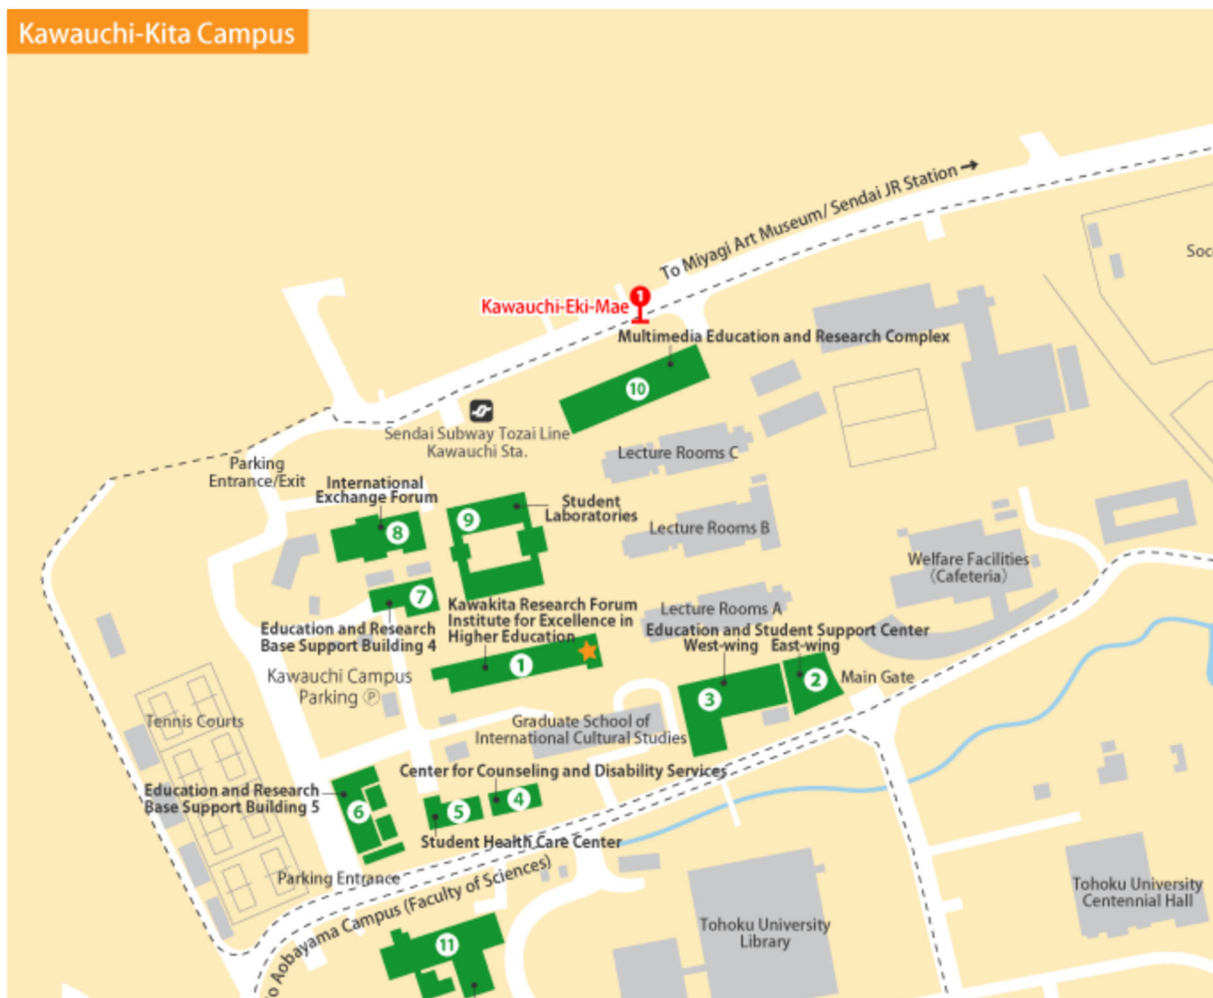 Kawauchi-Kita Campus
To Miyagi Art Museum/ Sendai JR Station →
Kawauchi-Eki-Mae
1
Multimedia Education and Research Complex
10
Sendai Subway Tozai Line
Kawauchi Sta.
Lecture Rooms C
Parking
Entrance/Exit
International
Exchange Forum
8
9
Student
Laboratories
Lecture Rooms B
Welfare Facilities
(Cafeteria)
7
Education and Research
Base Support Building 4
Kawakita Research Forum
Institute for Excellence in
Higher Education
1
Lecture Rooms A
Education and Student Support Center
West-wing
East-wing
3
2
Main Gate
Kawauchi Campus
Parking P
Tennis Courts
Graduate School of
International Cultural Studies
Center for Counseling and Disability Services
Education and Research
Base Support Building 5
6
5
4
Student Health Care Center
Parking Entrance
Aobayama Campus (Faculty of Sciences)
11
Tohoku University
Library
Tohoku University
Centennial Hall